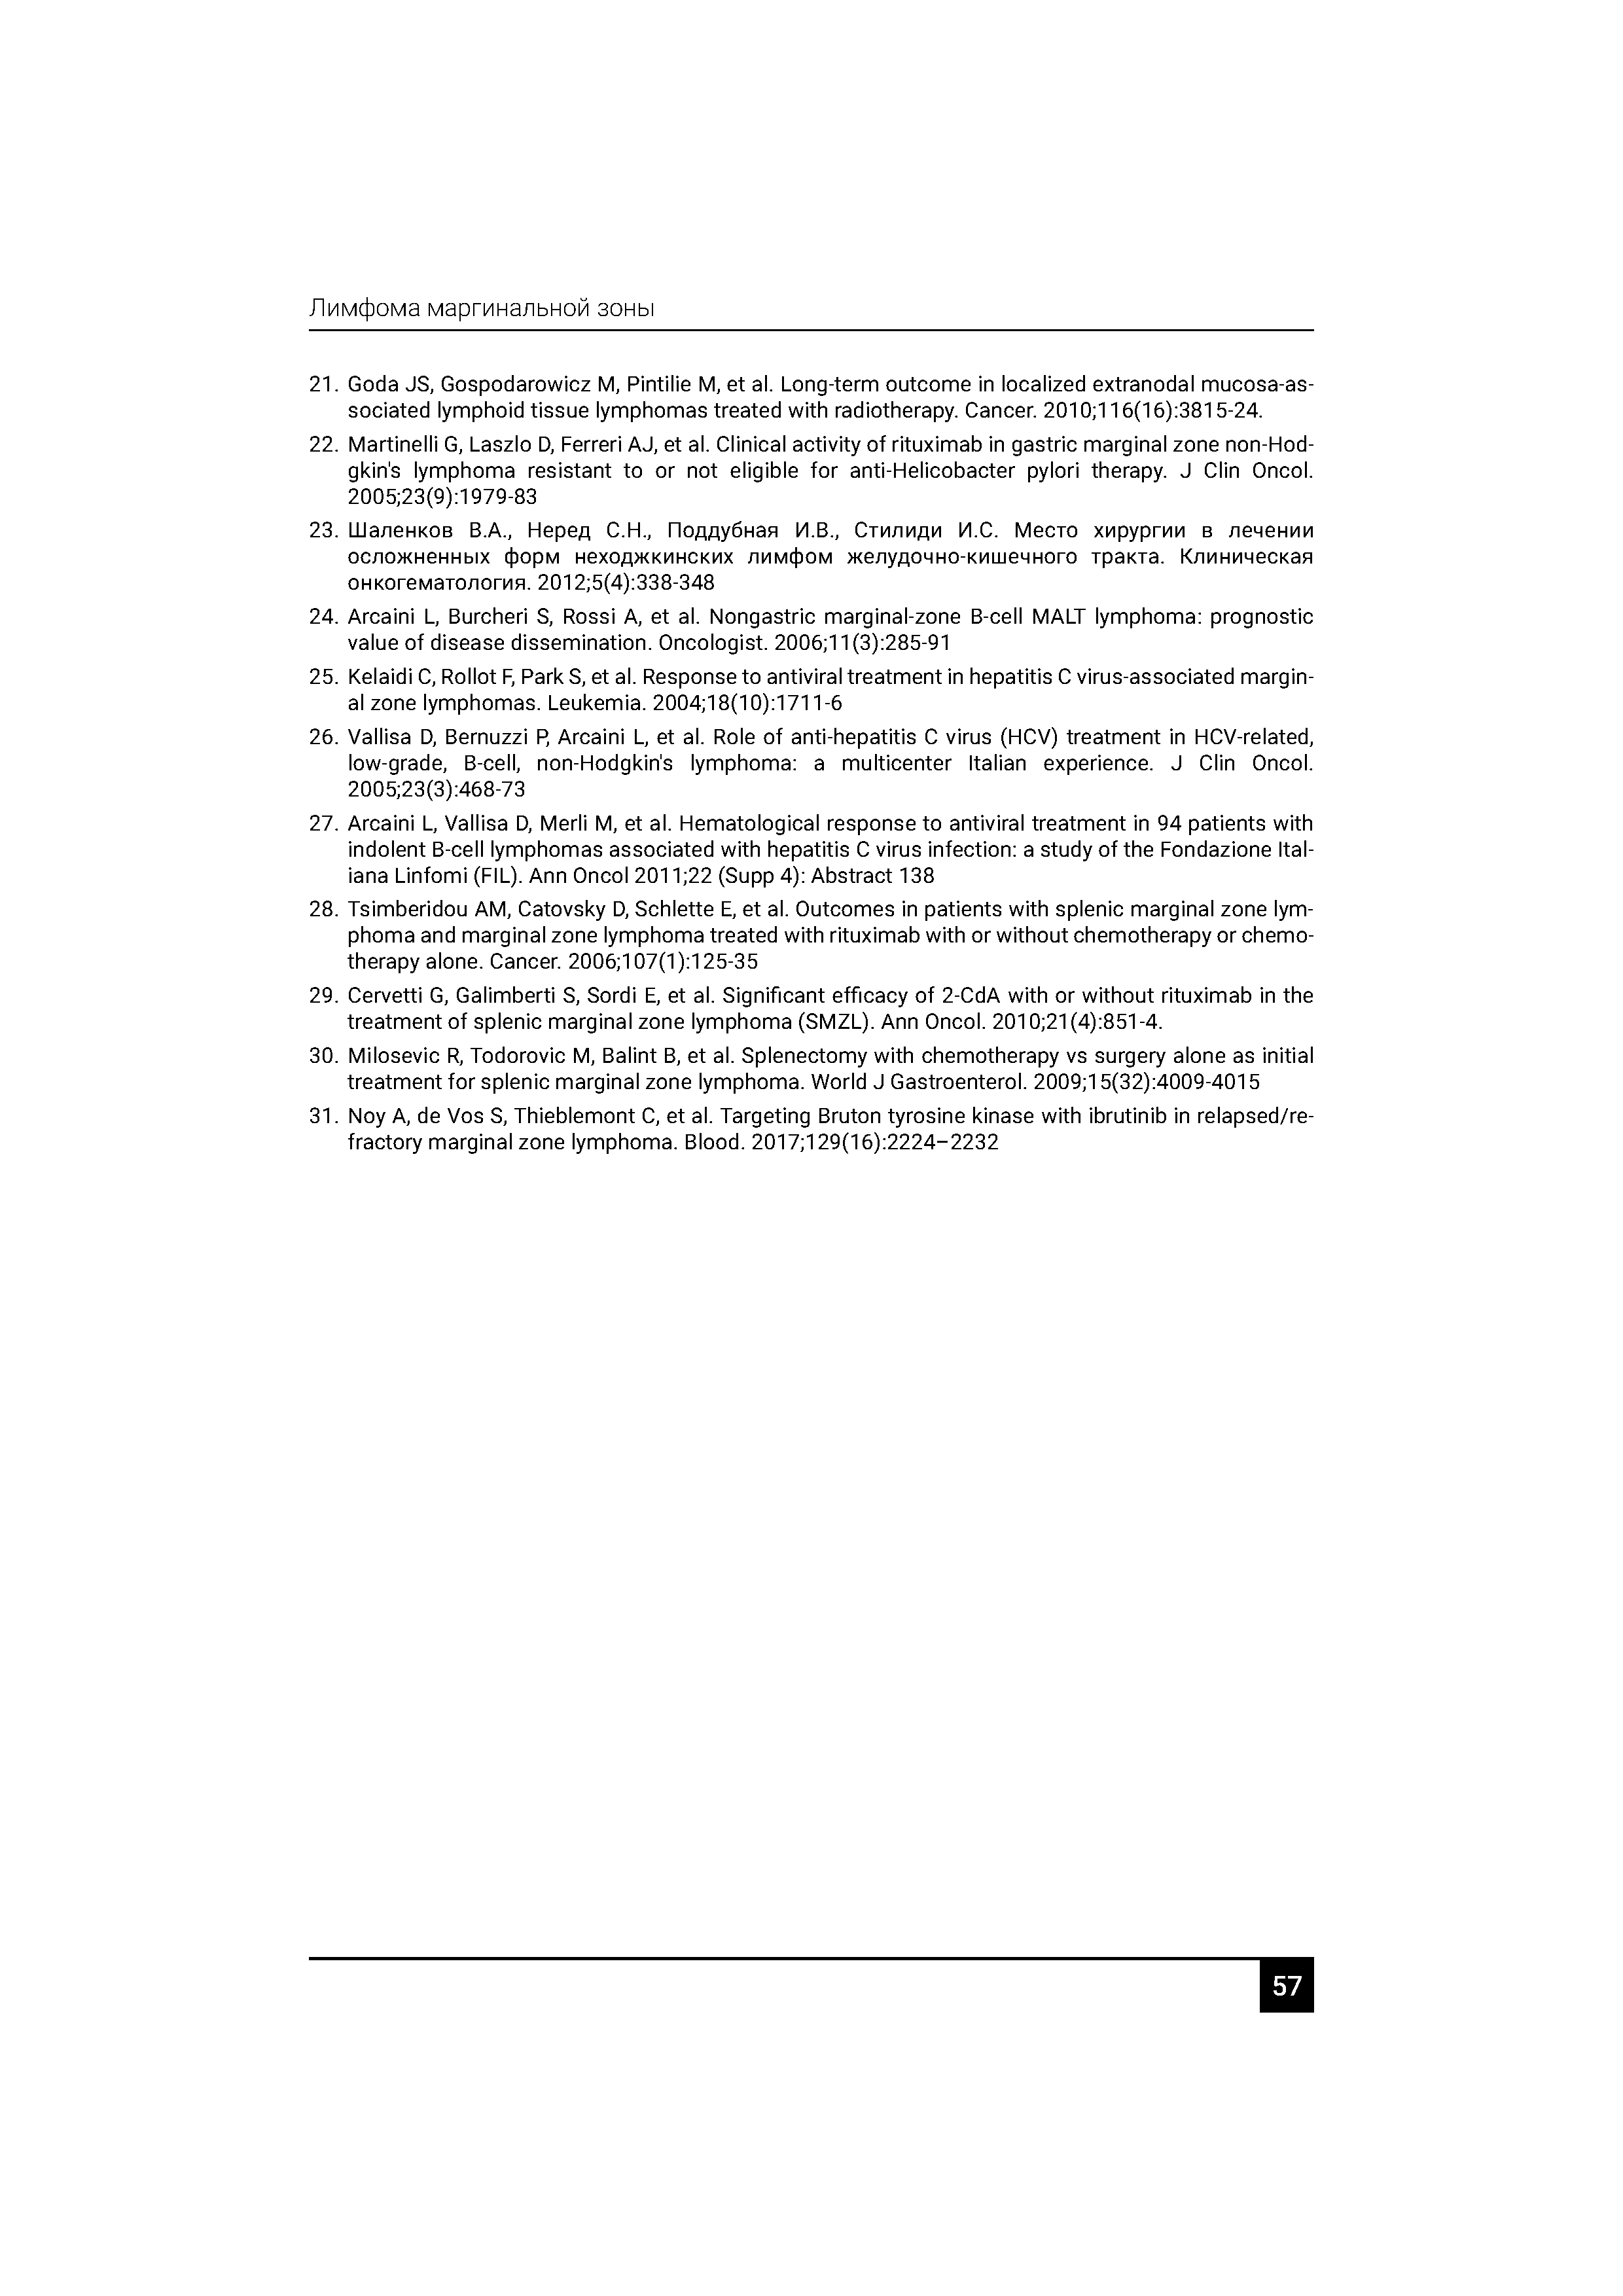 Лимфома маргинальной зоны
21. Goda JS, Gospodarowicz M, Pintilie M, et al. Long-term outcome in localized extranodal mucosa-as-
sociated lymphoid tissue lymphomas treated with radiotherapy. Cancer. 2010;116(16):3815-24.
22. Martinelli G, Laszlo D, Ferreri AJ, et al. Clinical activity of rituximab in gastric marginal zone non-Hod-
gkin's lymphoma resistant to or not eligible for anti-Helicobacter pylori therapy. J Clin Oncol.
2005;23(9):1979-83
23. Шаленков В.А., Неред С.Н., Поддубная И.В., Стилиди И.С. Место хирургии в лечении
осложненных форм неходжкинских лимфом желудочно-кишечного тракта. Клиническая
онкогематология. 2012;5(4):338-348
24. Arcaini L, Burcheri S, Rossi A, et al. Nongastric marginal-zone B-cell MALT lymphoma: prognostic
value of disease dissemination. Oncologist. 2006;11(3):285-91
25. Kelaidi C, Rollot F, Park S, et al. Response to antiviral treatment in hepatitis C virus-associated margin-
al zone lymphomas. Leukemia. 2004;18(10):1711-6
26. Vallisa D, Bernuzzi P, Arcaini L, et al. Role of anti-hepatitis C virus (HCV) treatment in HCV-related,
low-grade, B-cell, non-Hodgkin's lymphoma: a multicenter Italian experience. J Clin Oncol.
2005;23(3):468-73
27. Arcaini L, Vallisa D, Merli M, et al. Hematological response to antiviral treatment in 94 patients with
indolent B-cell lymphomas associated with hepatitis C virus infection: a study of the Fondazione Ital-
iana Linfomi (FIL). Ann Oncol 2011;22 (Supp 4): Abstract 138
28. Tsimberidou AM, Catovsky D, Schlette E, et al. Outcomes in patients with splenic marginal zone lym-
phoma and marginal zone lymphoma treated with rituximab with or without chemotherapy or chemo-
therapy alone. Cancer. 2006;107(1):125-35
29. Cervetti G, Galimberti S, Sordi E, et al. Significant efficacy of 2-CdA with or without rituximab in the
treatment of splenic marginal zone lymphoma (SMZL). Ann Oncol. 2010;21(4):851-4.
30. Milosevic R, Todorovic M, Balint B, et al. Splenectomy with chemotherapy vs surgery alone as initial
treatment for splenic marginal zone lymphoma. World J Gastroenterol. 2009;15(32):4009-4015
31. Noy A, de Vos S, Thieblemont C, et al. Targeting Bruton tyrosine kinase with ibrutinib in relapsed/re-
fractory marginal zone lymphoma. Blood. 2017;129(16):2224–2232
57